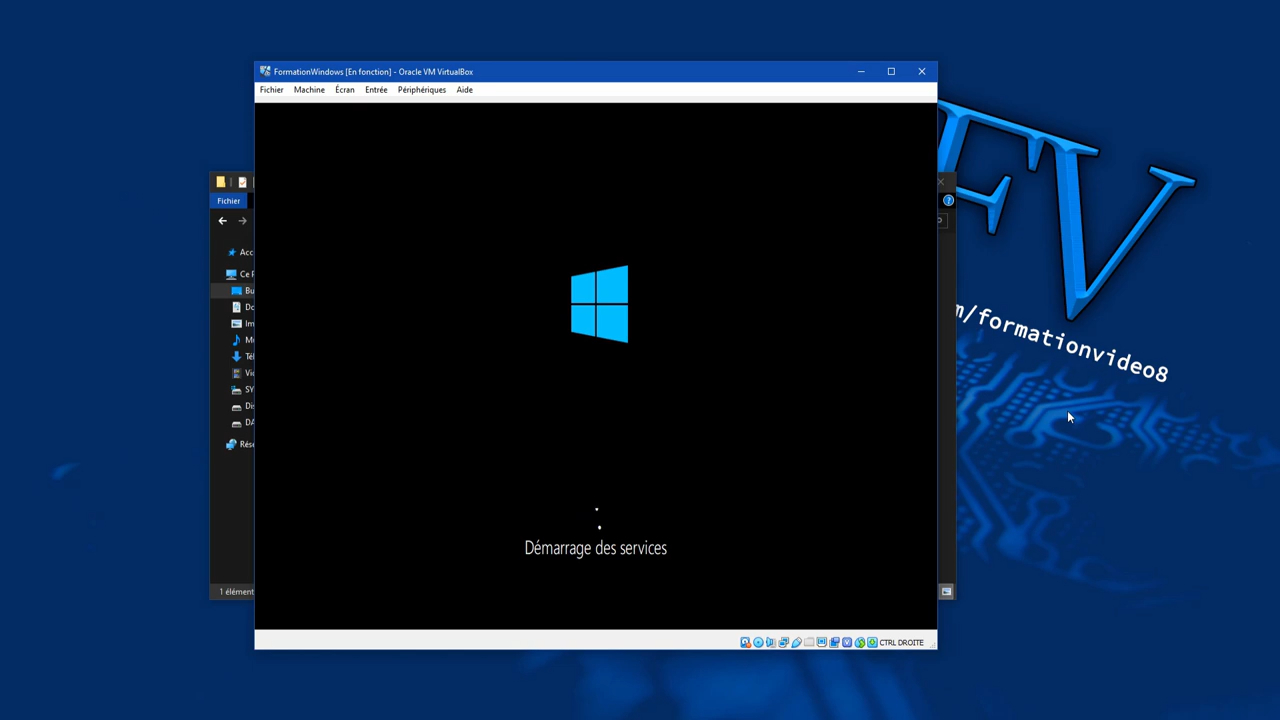 FormationWindows [En fonction] - Oracle VM VirtualBox
Fichier Machine Écran Entrée Périphériques Aide
Fichier
FV
m/formationvideo8
Démarrage des services
1 élément
CTRL DROITE